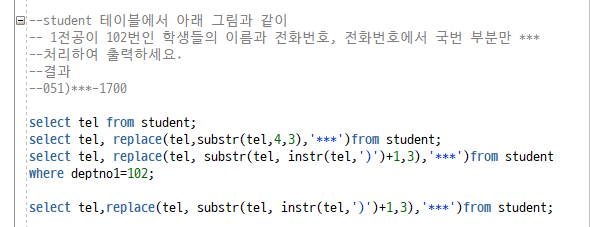 --student 테이블에서 아래 그림과 같이
-- 1전공이 102번인 학생들의 이름과 전화번호, 전화번호에서 국번 부분만 ***
--처리하여 출력하세요.
--결과
--051)***-1700
select tel from student;
select tel, replace(tel,substr(tel,4,3),'***')from student;
select tel, replace(tel, substr(tel, instr(tel,')')+1,3),'***')from student
where deptno1=102;
select tel,replace(tel, substr(tel, instr(tel,')')+1,3),'***')from student;